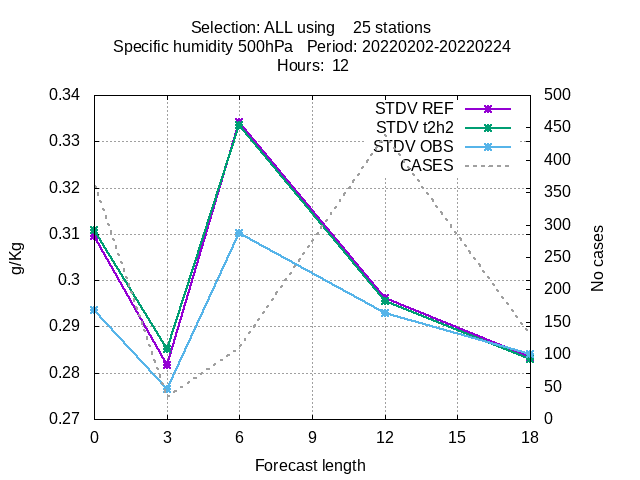 Selection: ALL using    25 stations
Specific humidity 500hPa   Period: 20220202-20220224
Hours:  12
STDV REF
STDV t2h2
STDV OBS
CASES
0.34
0.33
0.32
0.31
0.3
0.29
0.28
0.27
g/Kg
500
450
400
350
300
250
200
150
100
50
0
No cases
0 3 6 9 12 15 18
Forecast length